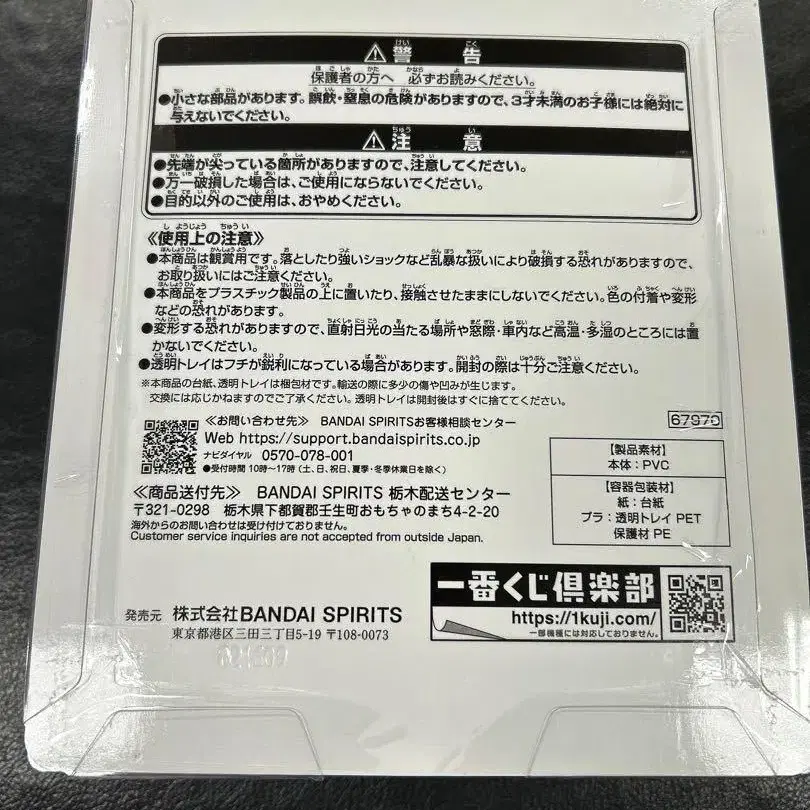 ⚠警告
保護者の方へ 必ずお読みください。
●小さな部品があります。誤飲・窒息の危険がありますので、3才未満のお子様には絶対に
与えないでください。
⚠注意
●先端が尖っている箇所がありますので、注意してください。
●万一破損した場合は、ご使用にならないでください。
●目的以外のご使用は、おやめください。
《使用上の注意》
●本商品は観賞用です。落としたり強いショックなど乱暴な扱いにより破損する恐れがありますので、
お取り扱いにはご注意ください。
●本商品をプラスチック製品の上に置いたり、接触させたままにしないでください。色の付着や変形
などの恐れがあります。
●変形する恐れがありますので、直射日光の当たる場所や窓際・車内など高温・多湿のところには置
かないでください。
●透明トレイはフチが鋭利になっている場合があります。開封の際は十分ご注意ください。
※本商品の台紙、透明トレイは梱包材です。輸送の際に多少の傷や凹みが生じます。
交換には応じかねますのでご了承ください。透明トレイは開封後はすぐに捨ててください。
67970
≪お問い合わせ先≫ BANDAI SPIRITSお客様相談センター
Web https://support.bandaispirits.co.jp
ナビダイヤル 0570-078-001
●受付時間 10時～17時(土、日、祝日、夏季・冬季休業日を除く)
≪商品送付先≫ BANDAI SPIRITS 栃木配送センター
〒321-0298 栃木県下都賀郡壬生町おもちゃのまち4-2-20
海外からのお問い合わせは受け付けておりません。
Customer service inquiries are not accepted from outside Japan.
【製品素材】
本体：PVC
【容器包装材】
紙：台紙
プラ：透明トレイ PET
保護材 PE
一番くじ倶楽部
https://1kuji.com/
一部機種には対応しておりません。
発売元 株式会社BANDAI SPIRITS
東京都港区三田三丁目5-19 〒108-0073